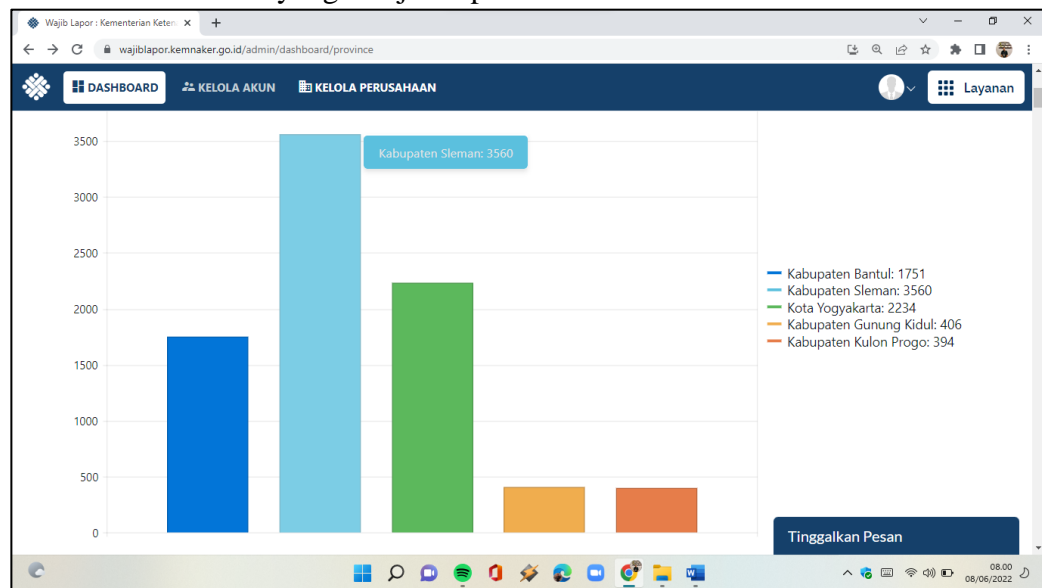 Wajib Lapor : Kementerian Keten
wajiblapor.kemnaker.go.id/admin/dashboard/province
DASHBOARD
KELOLA AKUN
KELOLA PERUSAHAAN
Layanan
3500
3000
2500
2000
1500
1000
500
0
Kabupaten Sleman: 3560
Kabupaten Bantul: 1751
Kabupaten Sleman: 3560
Kota Yogyakarta: 2234
Kabupaten Gunung Kidul: 406
Kabupaten Kulon Progo: 394
Tinggalkan Pesan
08.00
08/06/2022